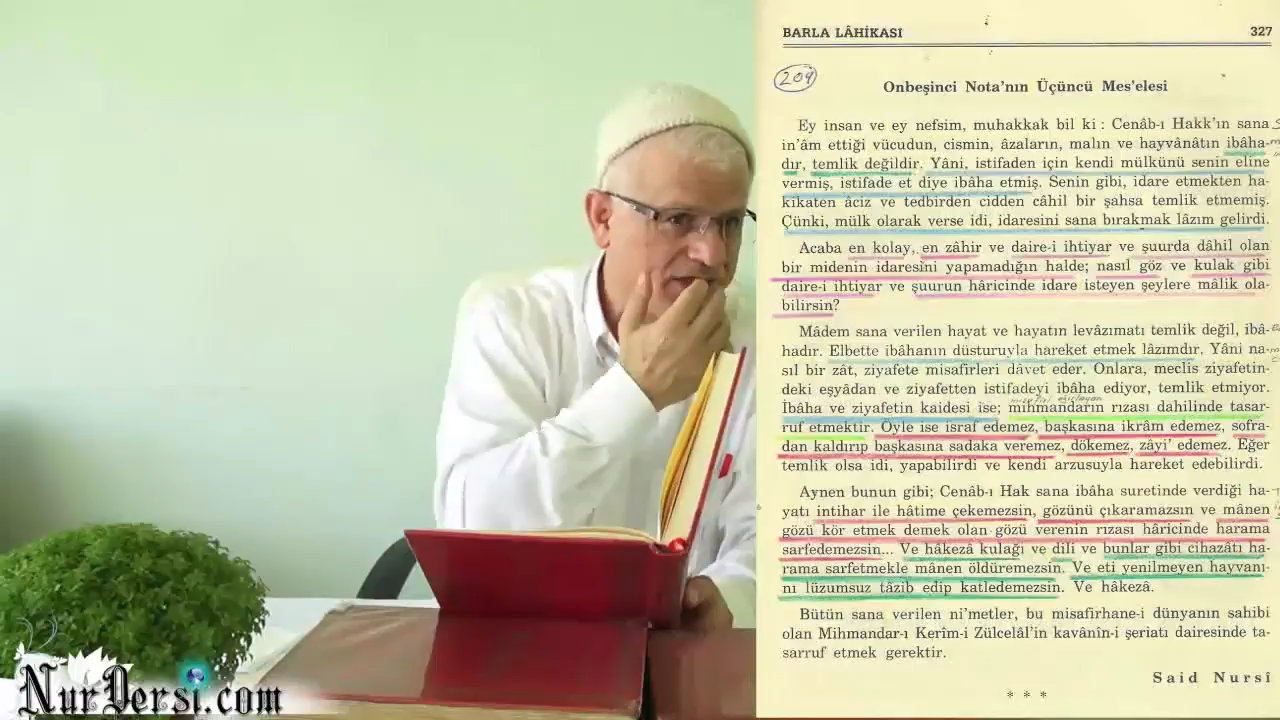 BARLA LÂHİKASI 327
209
Onbeşinci Nota'nın Üçüncü Mes'elesi
Ey insan ve ey nefsim, muhakkak bil ki : Cenâb-ı Hakk'ın sana
in'âm ettiği vücudun, cismin, âzaların, malın ve hayvânâtın ibâha-
dır, temlik değildir. Yâni, istifaden için kendi mülkünü senin eline
vermiş, istifade et diye ibâha etmiş. Senin gibi, idare etmekten ha-
kikaten âciz ve tedbirden cidden câhil bir şahsa temlik etmemiş.
Çünki, mülk olarak verse idi, idaresini sana bırakmak lâzım gelirdi.
Acaba en kolay, en zâhir ve daire-i ihtiyar ve şuurda dâhil olan
bir midenin idaresini yapamadığın halde; nasıl göz ve kulak gibi
daire-i ihtiyar ve şuurun hâricinde idare isteyen şeylere mâlik ola-
bilirsin?
Mâdem sana verilen hayat ve hayatın levâzımatı temlik değil, ibâ-
hadır. Elbette ibâhanın düsturuyla hareket etmek lâzımdır, Yâni na-
sıl bir zât, ziyafete misafirleri dâvet eder. Onlara, meclis ziyafetin-
deki eşyâdan ve ziyafetten istifadeyi ibâha ediyor, temlik etmiyor.
İbâha ve ziyafetin kaidesi ise; mihmandarın rızası dahilinde tasar-
ruf etmektir. Öyle ise israf edemez, başkasına ikrâm edemez, sofra-
dan kaldırıp başkasına sadaka veremez, dökemez, zâyi' edemez. Eğer
temlik olsa idi, yapabilirdi ve kendi arzusuyla hareket edebilirdi.
Aynen bunun gibi; Cenâb-ı Hak sana ibâha suretinde verdiği ha-
yatı intihar ile hâtime çekemezsin, gözünü çıkaramazsın ve mânen
gözü kör etmek demek olan gözü verenin rızası hâricinde harama
sarfedemezsin... Ve hâkezâ kulağı ve dili ve bunlar gibi cihazâtı ha-
rama sarfetmekle mânen öldüremezsin. Ve eti yenilmeyen hayvanı-
nı lüzumsuz tâzib edip katledemezsin. Ve hâkezâ.
Bütün sana verilen ni'metler, bu misafirhane-i dünyanın sahibi
olan Mihmandar-ı Kerîm-i Zülcelâl'in kavânîn-i şeriatı dairesinde ta-
sarruf etmek gerektir.
Said Nursî
* * *
NurDersi.com